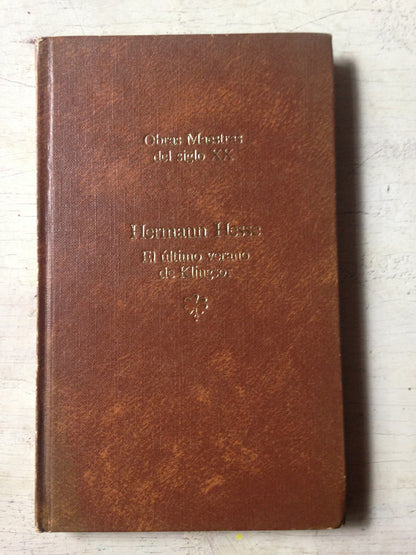 Obras Maestras
del siglo XX
Hermann Hesse
El último verano
de Klingsor